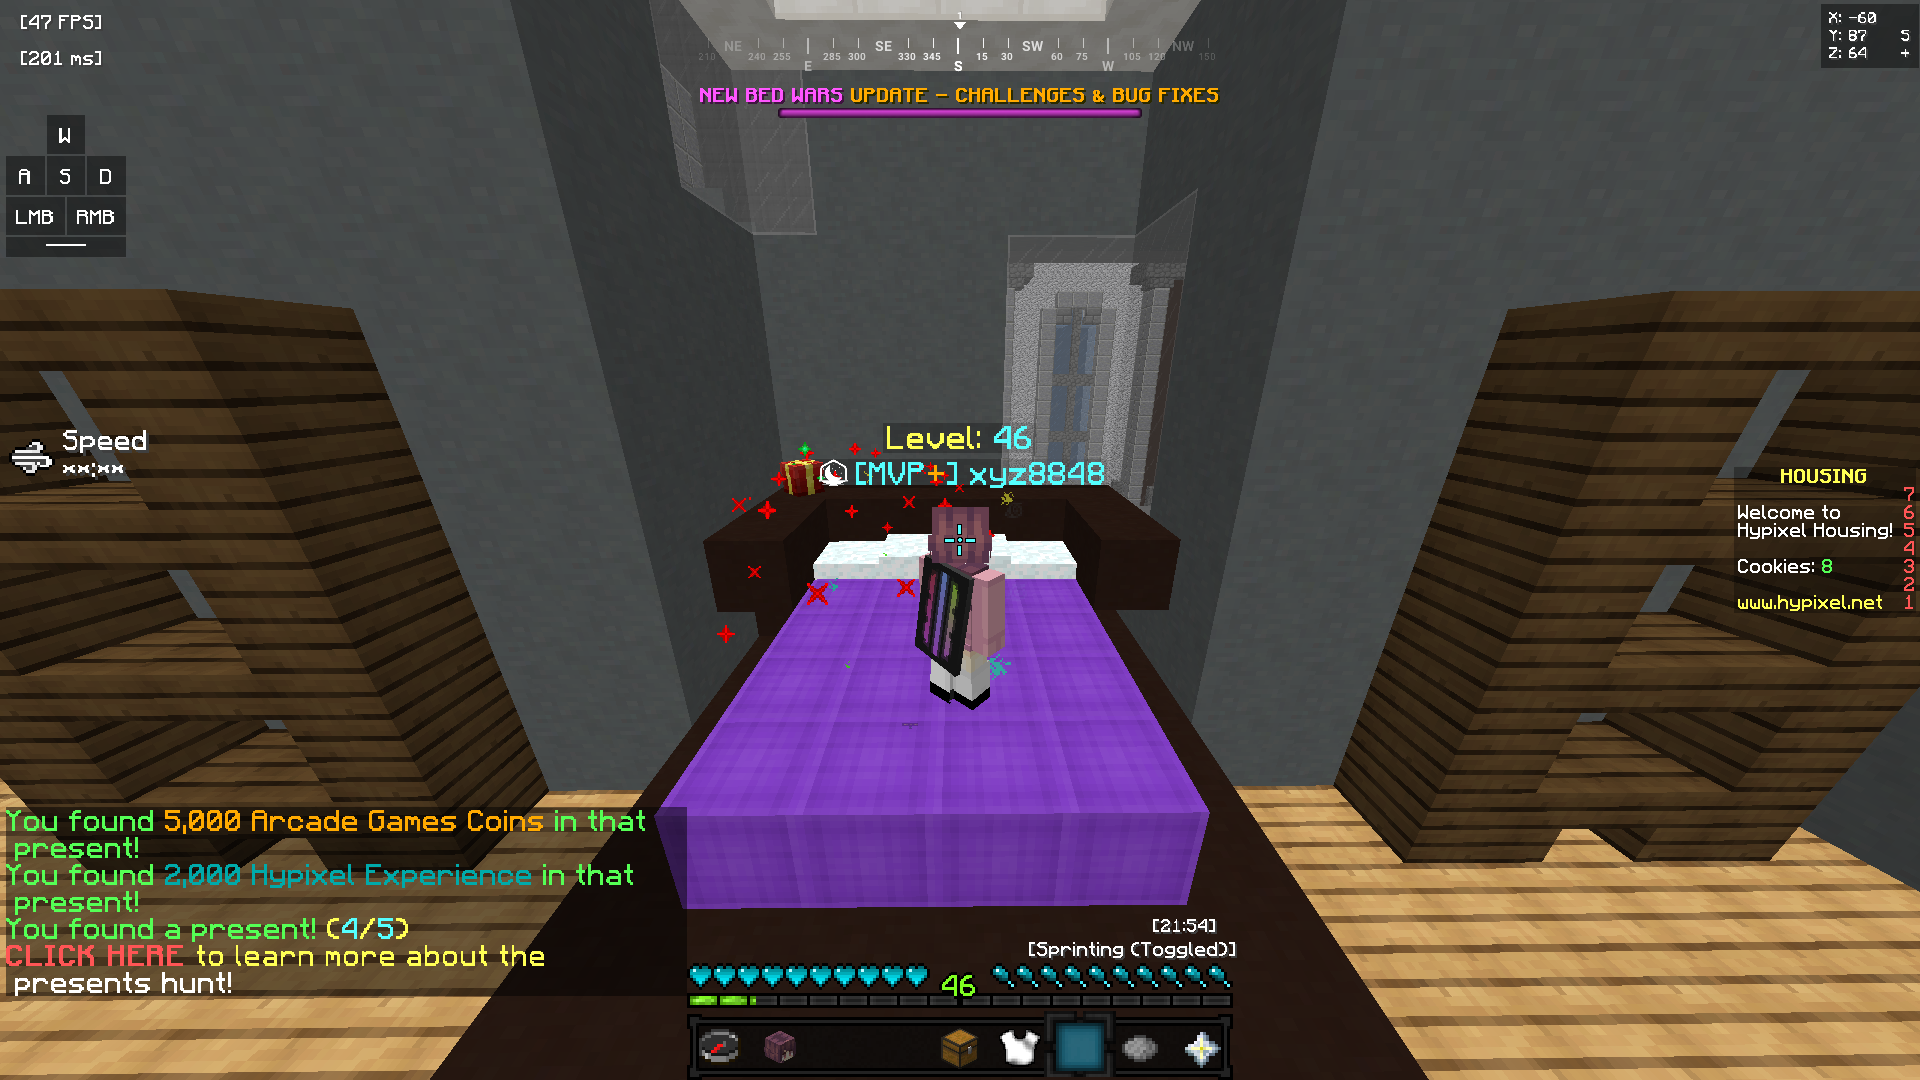 [47 FPS]
[201 ms]
W
A S D
LMB RMB
1
NE SE SW NW
210 240 255 285 300 330 345 15 30 60 75 105 120 150
E S W
NEW BED WARS UPDATE - CHALLENGES & BUG FIXES
X: -60
Y: 87 S
Z: 64 +
Speed
**:**
Level: 46
[MVP+] xyz8848
HOUSING
7
Welcome to 6
Hypixel Housing! 5
4
Cookies: 8 3
2
www.hypixel.net 1
You found 5,000 Arcade Games Coins in that
present!
You found 2,000 Hypixel Experience in that
present!
You found a present! (4/5)
CLICK HERE to learn more about the
presents hunt!
[21:54]
[Sprinting (Toggled)]
46